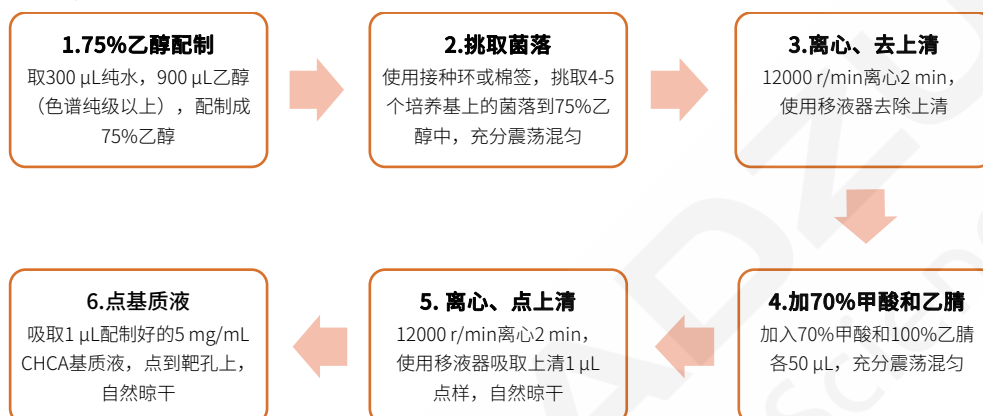 1.75%乙醇配制
取300 μL纯水，900 μL乙醇
（色谱纯级以上），配制成
75%乙醇
2.挑取菌落
使用接种环或棉签，挑取4-5
个培养基上的菌落到75%乙
醇中，充分震荡混匀
3.离心、去上清
12000 r/min离心2 min，
使用移液器去除上清
4.加70%甲酸和乙腈
加入70%甲酸和100%乙腈
各50 μL，充分震荡混匀
5. 离心、点上清
12000 r/min离心2 min，
使用移液器吸取上清1 μL
点样，自然晾干
6.点基质液
吸取1 μL配制好的5 mg/mL
CHCA基质液，点到靶孔上，
自然晾干